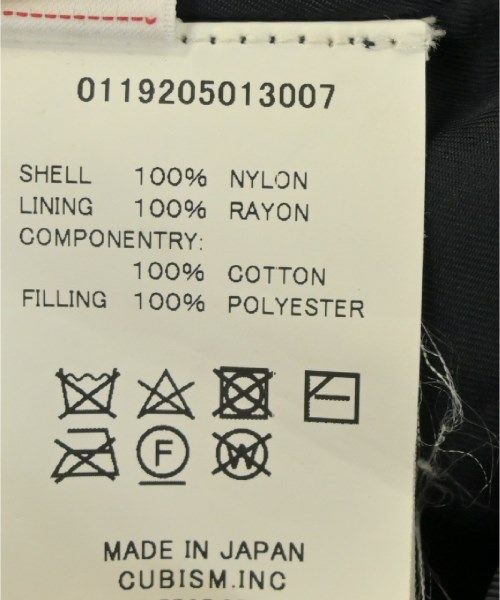 0119205013007
SHELL 100% NYLON
LINING 100% RAYON
COMPONENTRY:
100% COTTON
FILLING 100% POLYESTER
F
W
MADE IN JAPAN
CUBISM.INC